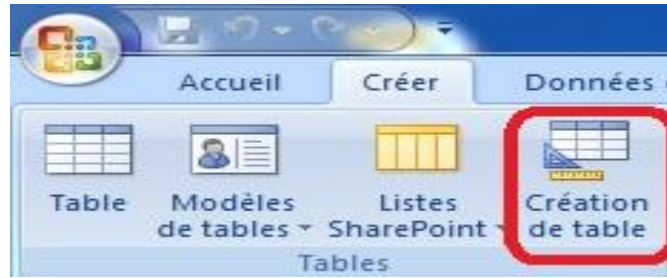 Accueil Créer Données
Table Modèles de tables Listes SharePoint Création de table
Tables